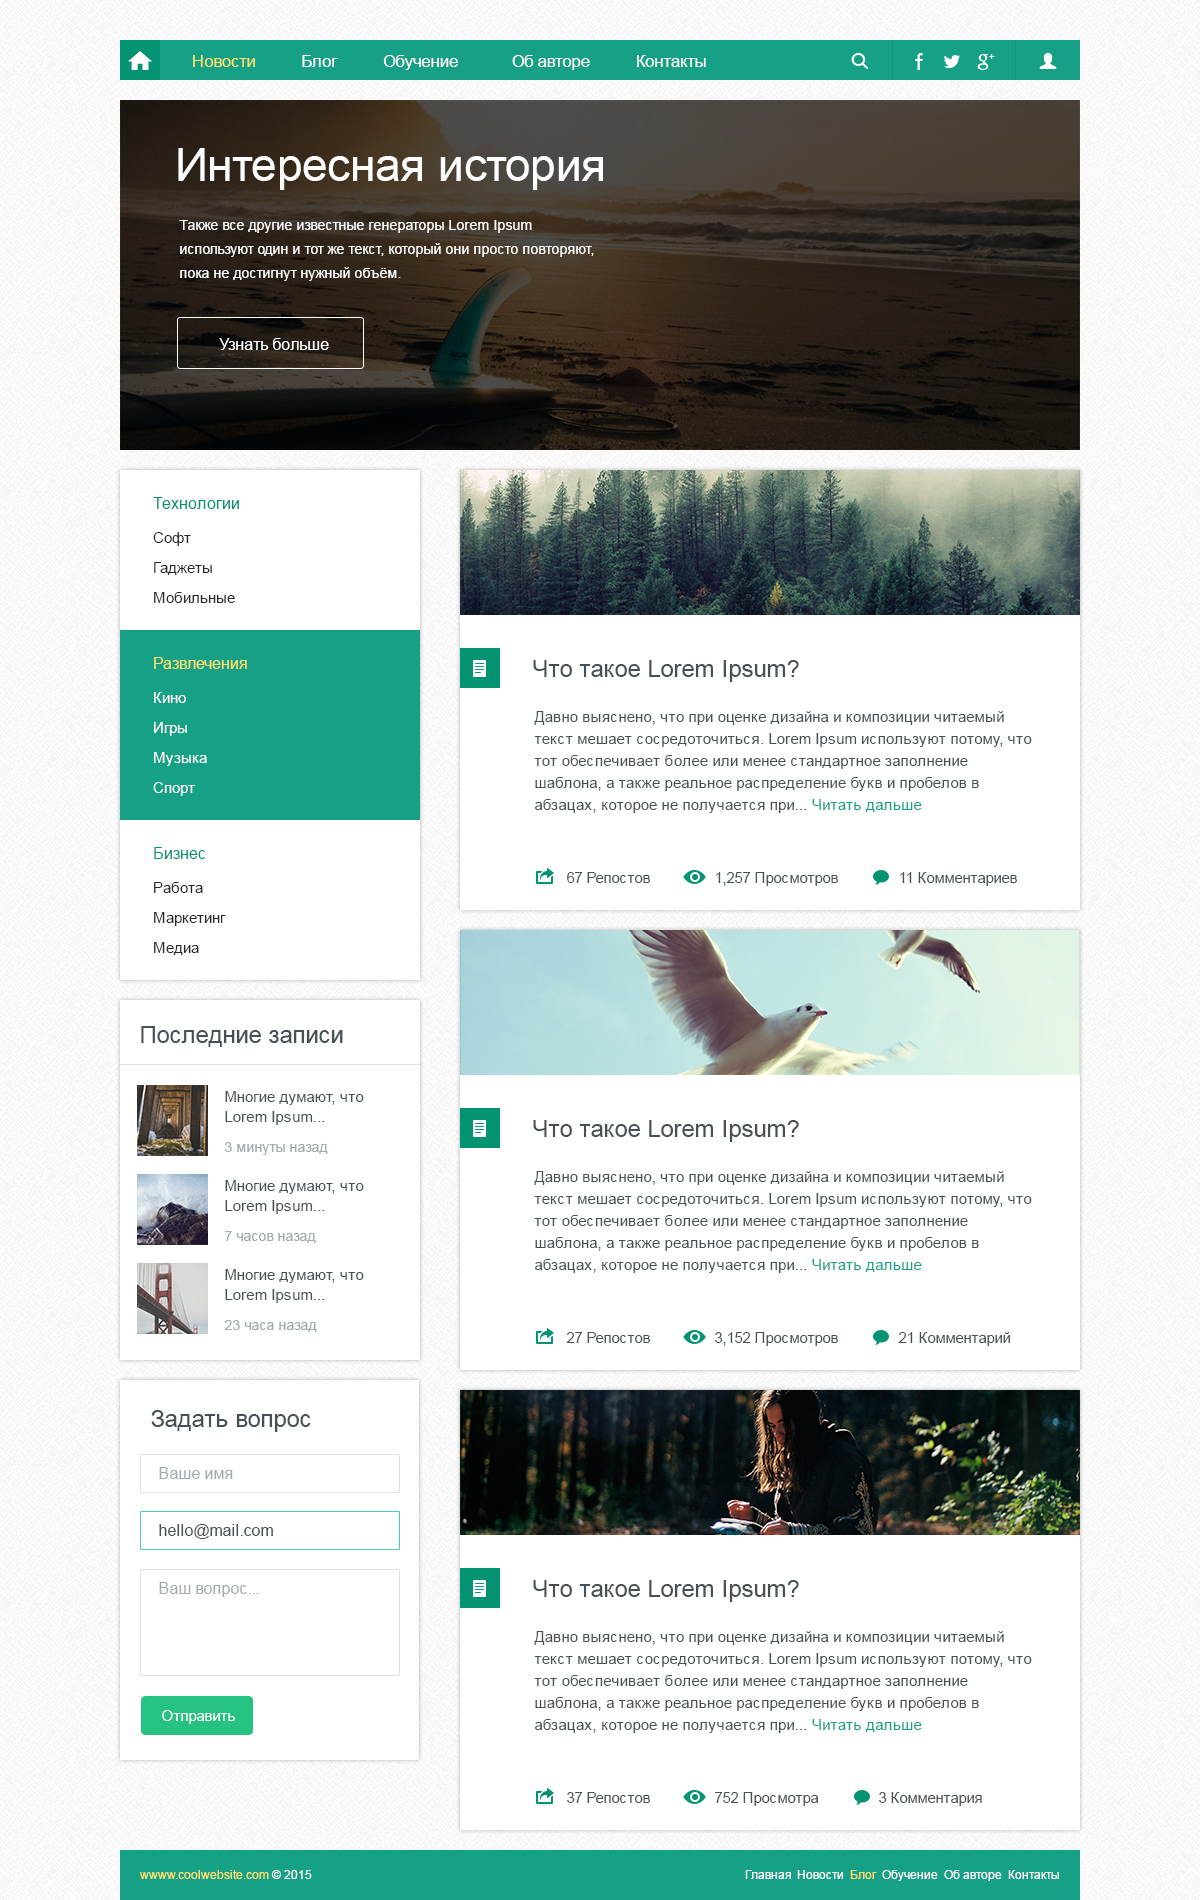 Новости Блог Обучение Об авторе Контакты
Интересная история
Также все другие известные генераторы Lorem Ipsum
используют один и тот же текст, который они просто повторяют,
пока не достигнут нужный объём.
Узнать больше
Технологии
Софт
Гаджеты
Мобильные
Развлечения
Кино
Игры
Музыка
Спорт
Бизнес
Работа
Маркетинг
Медиа
Последние записи
Многие думают, что
Lorem Ipsum...
3 минуты назад
Многие думают, что
Lorem Ipsum...
7 часов назад
Многие думают, что
Lorem Ipsum...
23 часа назад
Задать вопрос
Ваше имя
hello@mail.com
Ваш вопрос...
Отправить
Что такое Lorem Ipsum?
Давно выяснено, что при оценке дизайна и композиции читаемый
текст мешает сосредоточиться. Lorem Ipsum используют потому, что
тот обеспечивает более или менее стандартное заполнение
шаблона, а также реальное распределение букв и пробелов в
абзацах, которое не получается при... Читать дальше
67 Репостов 1,257 Просмотров 11 Комментариев
Что такое Lorem Ipsum?
Давно выяснено, что при оценке дизайна и композиции читаемый
текст мешает сосредоточиться. Lorem Ipsum используют потому, что
тот обеспечивает более или менее стандартное заполнение
шаблона, а также реальное распределение букв и пробелов в
абзацах, которое не получается при... Читать дальше
27 Репостов 3,152 Просмотров 21 Комментарий
Что такое Lorem Ipsum?
Давно выяснено, что при оценке дизайна и композиции читаемый
текст мешает сосредоточиться. Lorem Ipsum используют потому, что
тот обеспечивает более или менее стандартное заполнение
шаблона, а также реальное распределение букв и пробелов в
абзацах, которое не получается при... Читать дальше
37 Репостов 752 Просмотра 3 Комментария
wwww.coolwebsite.com © 2015
Главная Новости Блог Обучение Об авторе Контакты